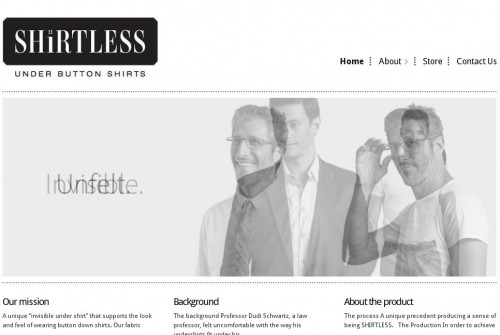 SHiRTLESS
UNDER BUTTON SHIRTS
Home About Store Contact Us
Invisible.
Unfelt.
Our mission
A unique "invisible under shirt" that supports the look
and feel of wearing button down shirts. Our fabric
Background
The background Professor Dudi Schwartz, a law
professor, felt uncomfortable with the way his
undershirts fit under his
About the product
The process A unique precedent producing a sense of
being SHIRTLESS. The Production In order to achieve